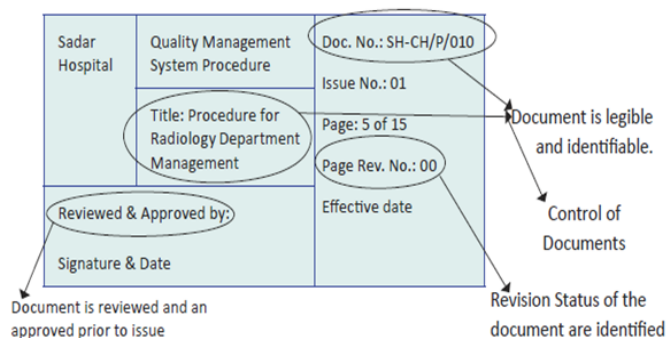 Sadar
Hospital
Quality Management
System Procedure
Title: Procedure for
Radiology Department
Management
Doc. No.: SH-CH/P/010
Issue No.: 01
Page: 5 of 15
Page Rev. No.: 00
Effective date
Reviewed & Approved by:
Signature & Date
Document is legible
and identifiable.
Control of
Documents
Revision Status of the
document are identified
Document is reviewed and an
approved prior to issue